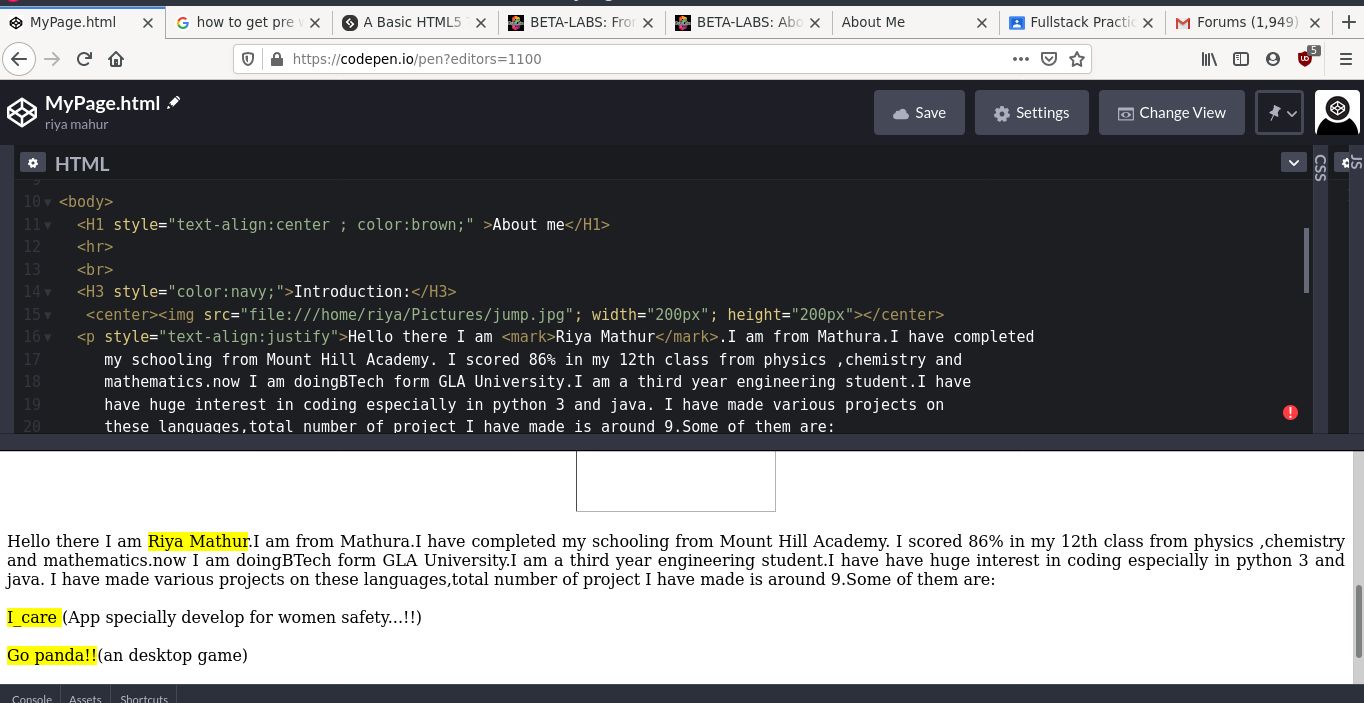 MyPage.html
how to get pre w
A Basic HTML5 T
BETA-LABS: Fron
BETA-LABS: Abo
About Me
Fullstack Practic
Forums (1,949)
https://codepen.io/pen?editors=1100
5
MyPage.html
riya mahur
Save
Settings
Change View
HTML
CSS
JS
9
10 <body>
11 <H1 style="text-align:center ; color:brown;" >About me</H1>
12 <hr>
13 <br>
14 <H3 style="color:navy;">Introduction:</H3>
15 <center><img src="file:///home/riya/Pictures/jump.jpg"; width="200px"; height="200px"></center>
16 <p style="text-align:justify">Hello there I am <mark>Riya Mathur</mark>.I am from Mathura.I have completed
17 my schooling from Mount Hill Academy. I scored 86% in my 12th class from physics ,chemistry and
18 mathematics.now I am doingBTech form GLA University.I am a third year engineering student.I have
19 have huge interest in coding especially in python 3 and java. I have made various projects on
20 these languages,total number of project I have made is around 9.Some of them are:
Hello there I am Riya Mathur.I am from Mathura.I have completed my schooling from Mount Hill Academy. I scored 86% in my 12th class from physics ,chemistry
and mathematics.now I am doingBTech form GLA University.I am a third year engineering student.I have have huge interest in coding especially in python 3 and
java. I have made various projects on these languages,total number of project I have made is around 9.Some of them are:
I_care (App specially develop for women safety...!!)
Go panda!!(an desktop game)
Console
Assets
Shortcuts